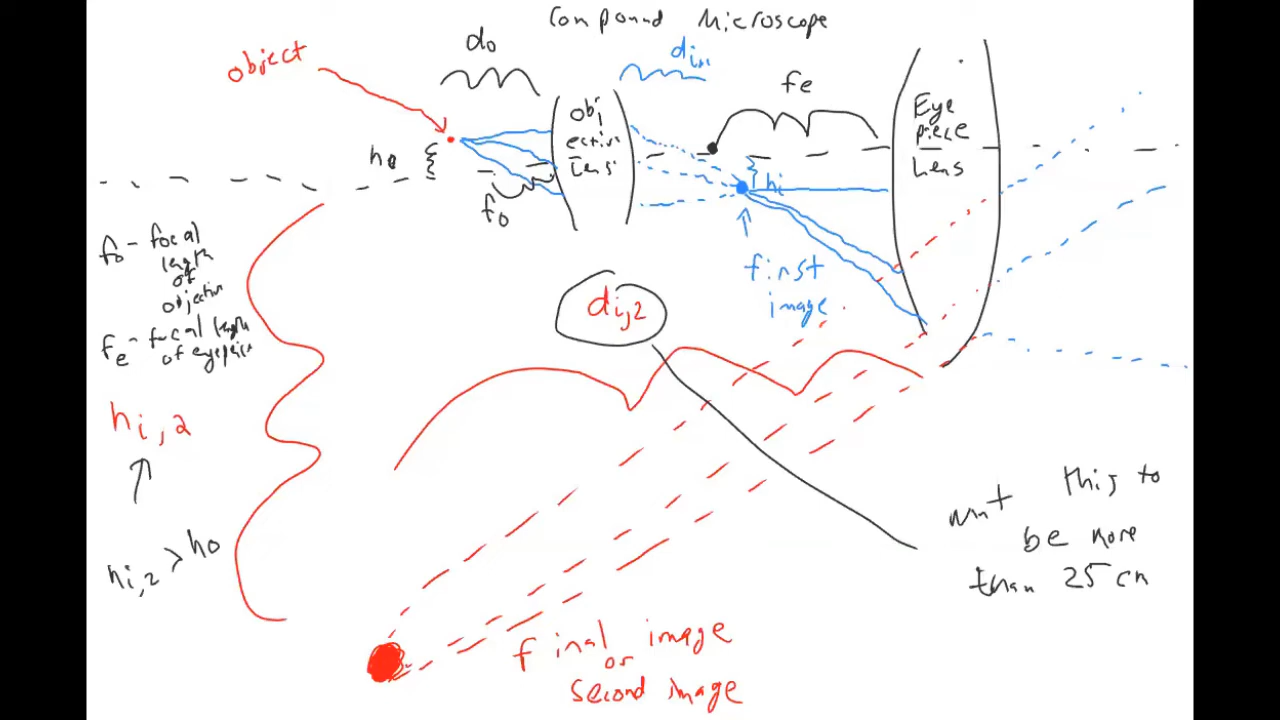 Compound Microscope
object
do
di,1
fe
obj
ective
Lens
Eye
piece
Lens
ho
hi
fo
first
image
fo - focal
length
of
objective
fe - focal length
of eyepiece
di,2
hi,2
hi,2 > ho
want this to
be more
than 25 cm
final image
or
second image